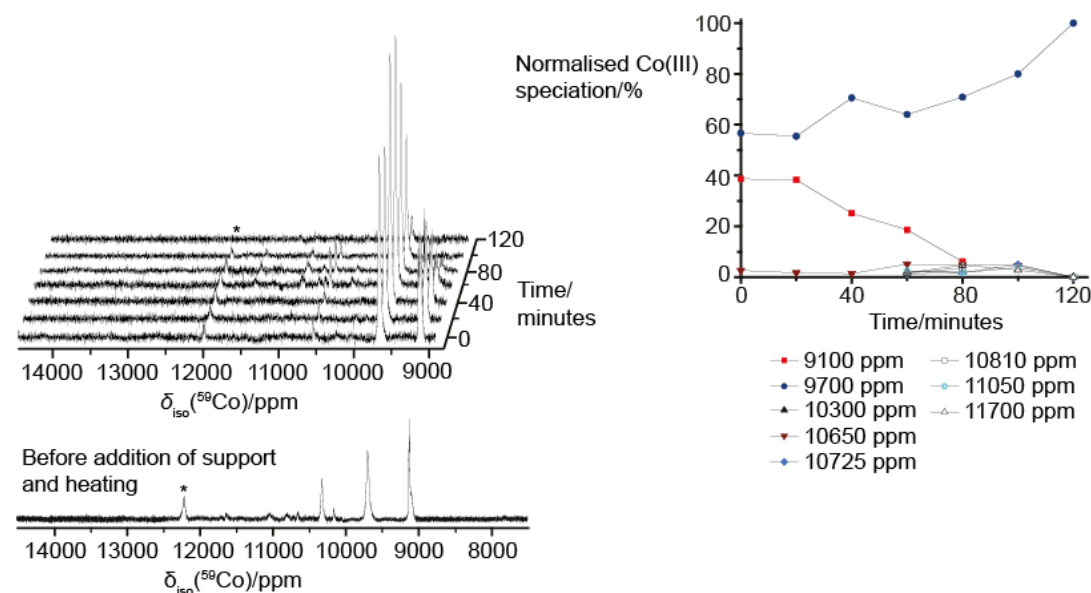 *
120
80
40
0
Time/
minutes
14000 13000 12000 11000 10000 9000
δiso(⁵⁹Co)/ppm
Before addition of support
and heating
*
14000 13000 12000 11000 10000 9000 8000
δiso(⁵⁹Co)/ppm
Normalised Co(III)
speciation/%
100
80
60
40
20
0
0 40 80 120
Time/minutes
9100 ppm
9700 ppm
10300 ppm
10650 ppm
10725 ppm
10810 ppm
11050 ppm
11700 ppm